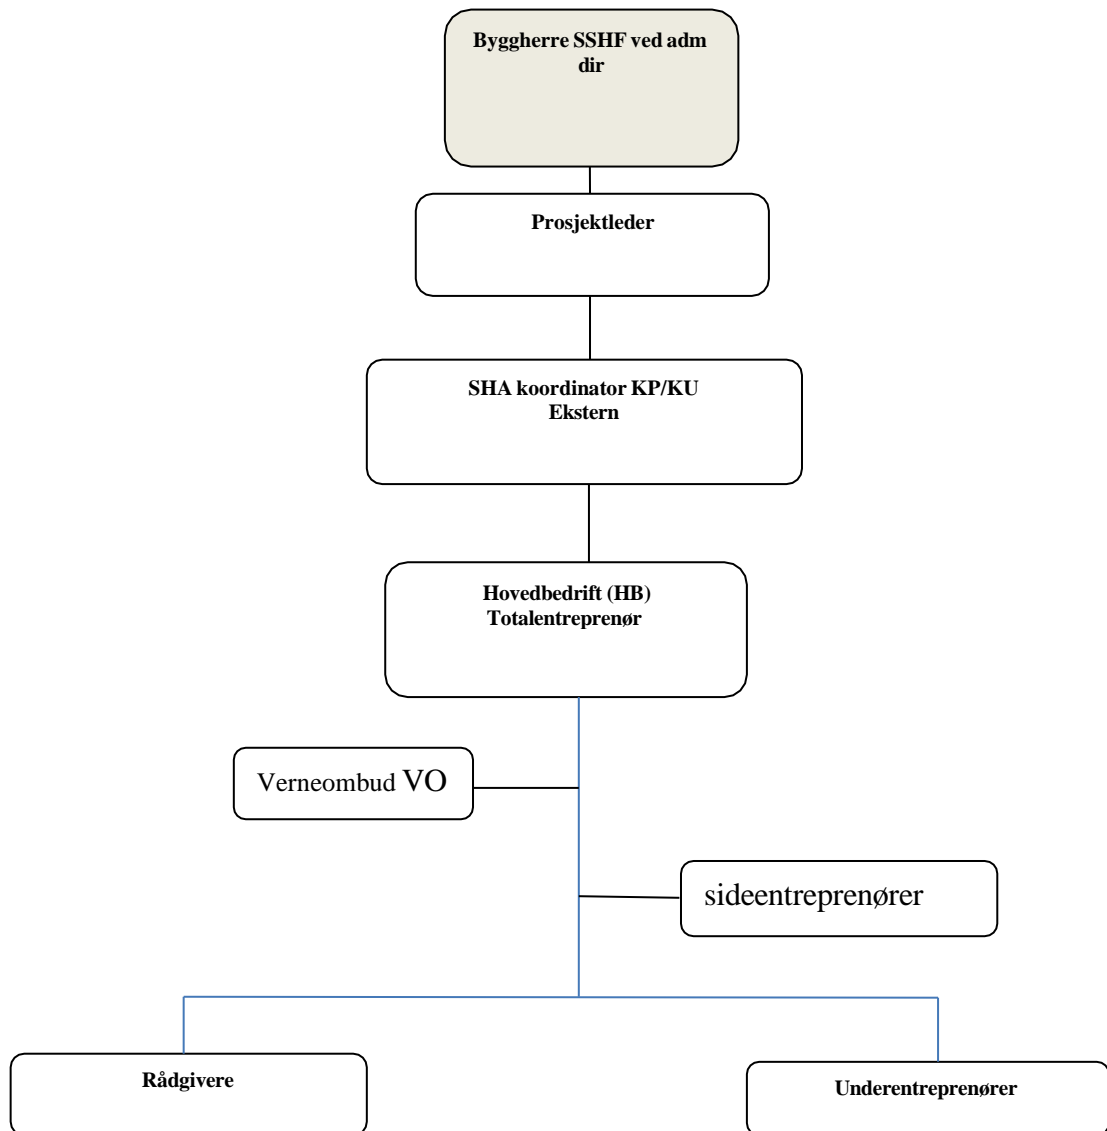 Byggherre SSHF ved adm
dir
Prosjektleder
SHA koordinator KP/KU
Ekstern
Hovedbedrift (HB)
Totalentreprenør
Verneombud VO
sideentreprenører
Rådgivere
Underentreprenører